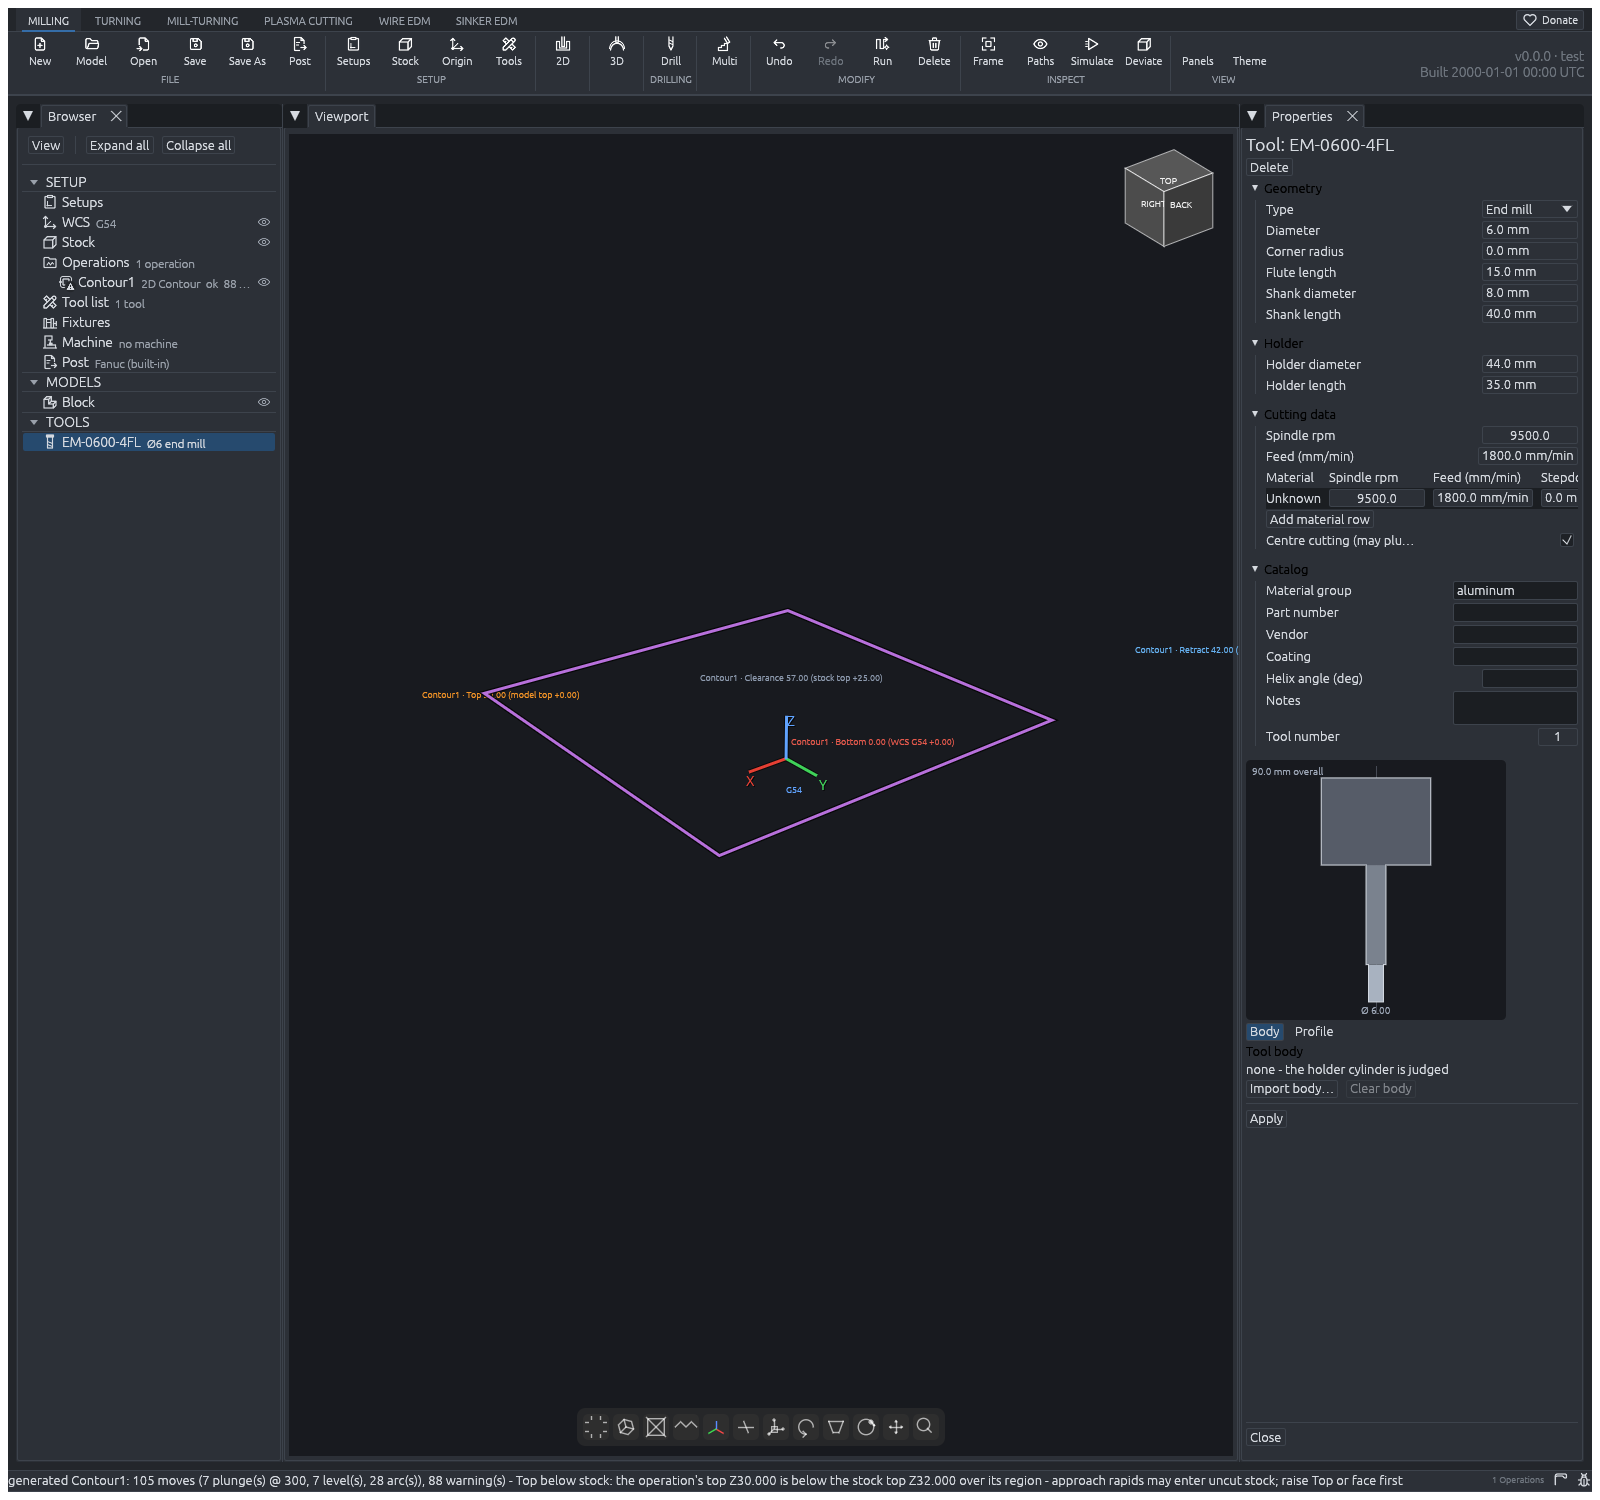 MILLING TURNING MILL-TURNING PLASMA CUTTING WIRE EDM SINKER EDM
Donate
New Model Open Save Save As Post Setups Stock Origin Tools 2D 3D Drill Multi Undo Redo Run Delete Frame Paths Simulate Deviate Panels Theme
FILE SETUP DRILLING MODIFY INSPECT VIEW
v0.0.0 · test
Built 2000-01-01 00:00 UTC
Browser
View Expand all Collapse all
SETUP
Setups
WCS G54
Stock
Operations 1 operation
Contour1 2D Contour ok 88 ...
Tool list 1 tool
Fixtures
Machine no machine
Post Fanuc (built-in)
MODELS
Block
TOOLS
EM-0600-4FL Ø6 end mill
Viewport
TOP
RIGHT BACK
Contour1 · Retract 42.00 (
Contour1 · Clearance 57.00 (stock top +25.00)
Contour1 · Top .00 (model top +0.00)
Z
Contour1 · Bottom 0.00 (WCS G54 +0.00)
X
Y
G54
Properties
Tool: EM-0600-4FL
Delete
Geometry
Type End mill
Diameter 6.0 mm
Corner radius 0.0 mm
Flute length 15.0 mm
Shank diameter 8.0 mm
Shank length 40.0 mm
Holder
Holder diameter 44.0 mm
Holder length 35.0 mm
Cutting data
Spindle rpm 9500.0
Feed (mm/min) 1800.0 mm/min
Material Spindle rpm Feed (mm/min) Stepdo
Unknown 9500.0 1800.0 mm/min 0.0 m
Add material row
Centre cutting (may plu...
Catalog
Material group aluminum
Part number
Vendor
Coating
Helix angle (deg)
Notes
Tool number 1
90.0 mm overall
Ø 6.00
Body Profile
Tool body
none - the holder cylinder is judged
Import body... Clear body
Apply
Close
generated Contour1: 105 moves (7 plunge(s) @ 300, 7 level(s), 28 arc(s)), 88 warning(s) - Top below stock: the operation's top Z30.000 is below the stock top Z32.000 over its region - approach rapids may enter uncut stock; raise Top or face first
1 Operations